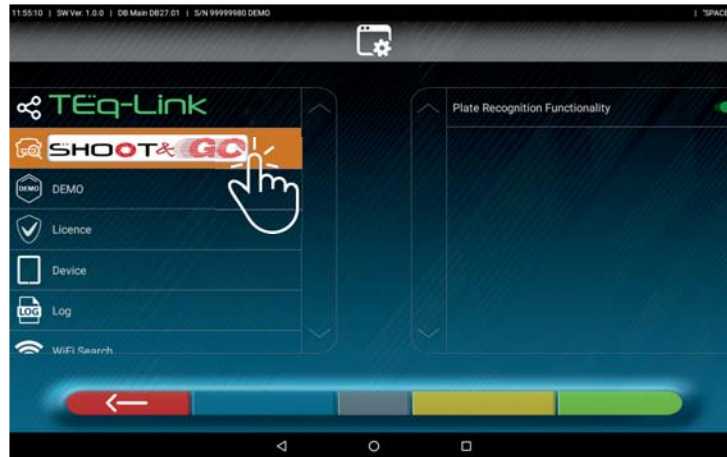 11:55:10 | SW Ver. 1.0.0 | DB Main DB27.01 | S/N 99999980 DEMO | "SPACE
TEq-Link
SHOOT & GO
DEMO DEMO
Licence
Device
LOG Log
WiFi Search
Plate Recognition Functionality